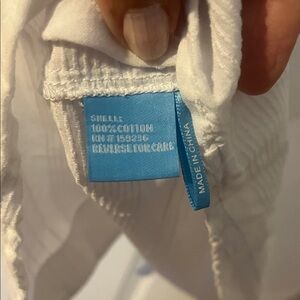 SHELL:
100% COTTON
RN # 159296
REVERSE FOR CARE
MADE IN CHINA